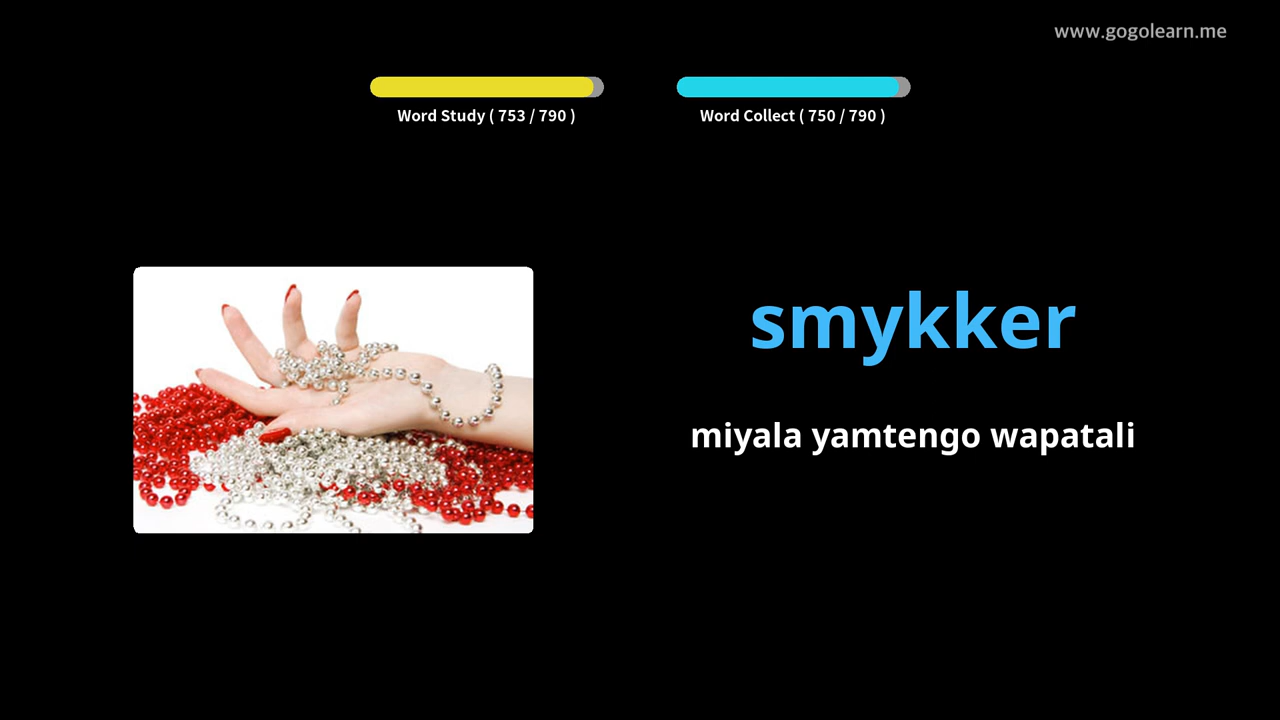 www.gogolearn.me
Word Study ( 753 / 790 )
Word Collect ( 750 / 790 )
smykker
miyala yamtengo wapatali